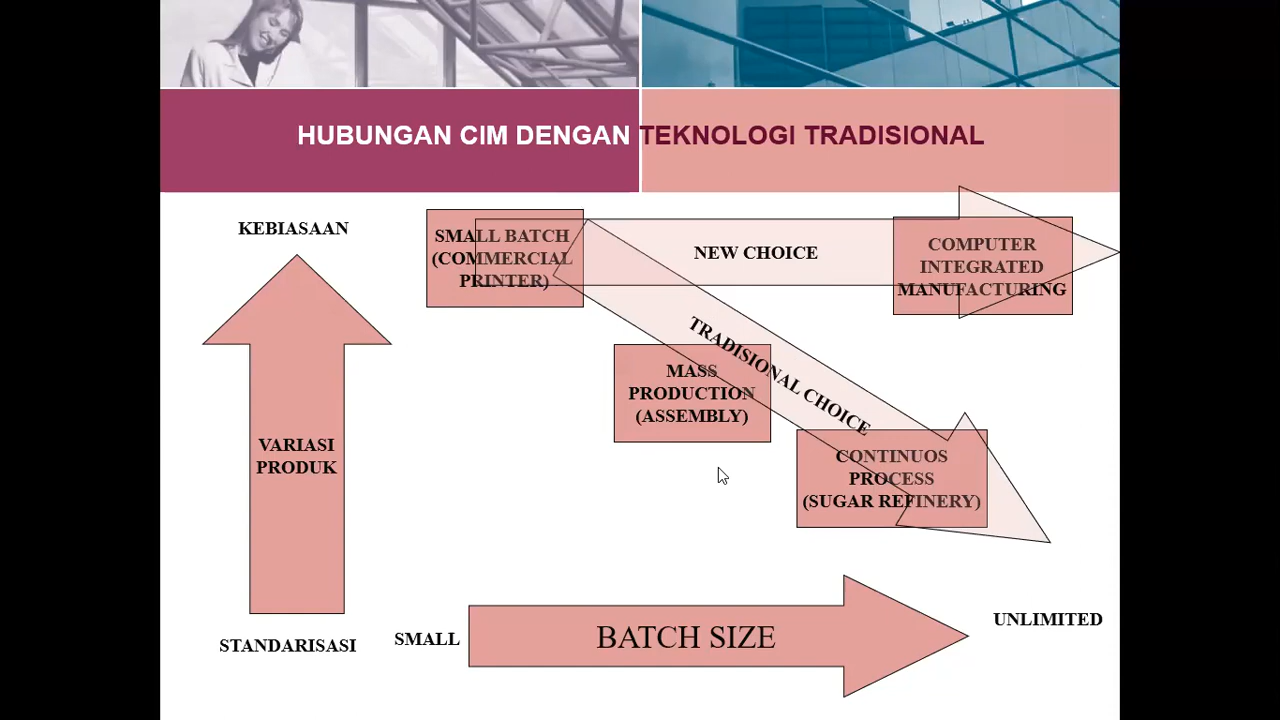 HUBUNGAN CIM DENGAN TEKNOLOGI TRADISIONAL
KEBIASAAN
SMALL BATCH
(COMMERCIAL
PRINTER)
NEW CHOICE
COMPUTER
INTEGRATED
MANUFACTURING
TRADISIONAL CHOICE
MASS
PRODUCTION
(ASSEMBLY)
VARIASI
PRODUK
CONTINUOS
PROCESS
(SUGAR REFINERY)
STANDARISASI
SMALL
BATCH SIZE
UNLIMITED